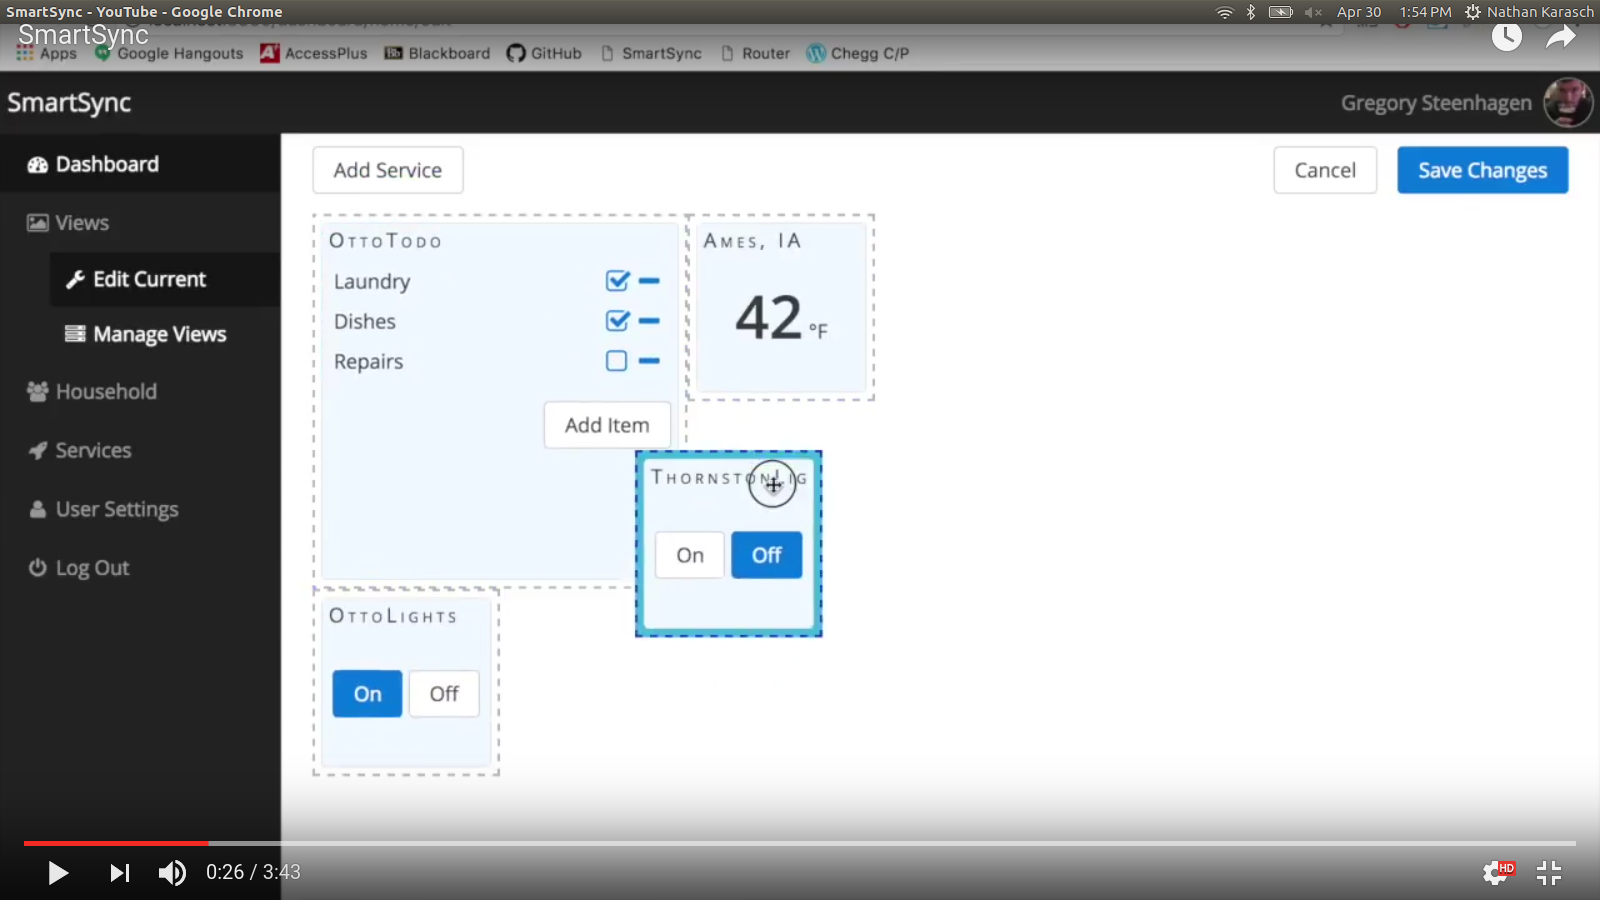 SmartSync - YouTube - Google Chrome
Apr 30 1:54 PM Nathan Karasch
SmartSync
Apps Google Hangouts AccessPlus Blackboard GitHub SmartSync Router Chegg C/P
SmartSync
Gregory Steenhagen
Dashboard
Views
Edit Current
Manage Views
Household
Services
User Settings
Log Out
Add Service
Cancel Save Changes
OttoTodo
Laundry
Dishes
Repairs
Add Item
Ames, IA
42 °F
ThornstonLig
On Off
OttoLights
On Off
0:26 / 3:43
HD